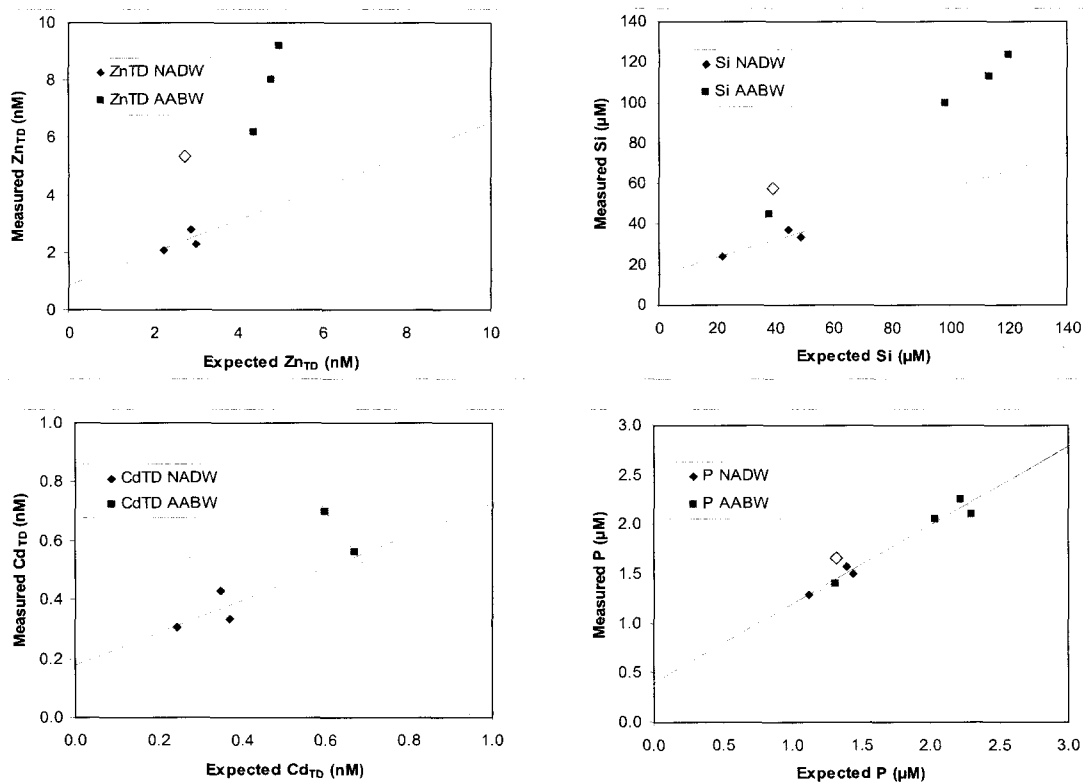 Measured ZnTD (nM)
10
8
6
4
2
0
ZnTD NADW
ZnTD AABW
0 2 4 6 8 10
Expected ZnTD (nM)
Measured Si (µM)
140
120
100
80
60
40
20
0
Si NADW
Si AABW
0 20 40 60 80 100 120 140
Expected Si (µM)
Measured CdTD (nM)
1.0
0.8
0.6
0.4
0.2
0.0
CdTD NADW
CdTD AABW
0.0 0.2 0.4 0.6 0.8 1.0
Expected CdTD (nM)
Measured P (µM)
3.0
2.5
2.0
1.5
1.0
0.5
0.0
P NADW
P AABW
0.0 0.5 1.0 1.5 2.0 2.5 3.0
Expected P (µM)